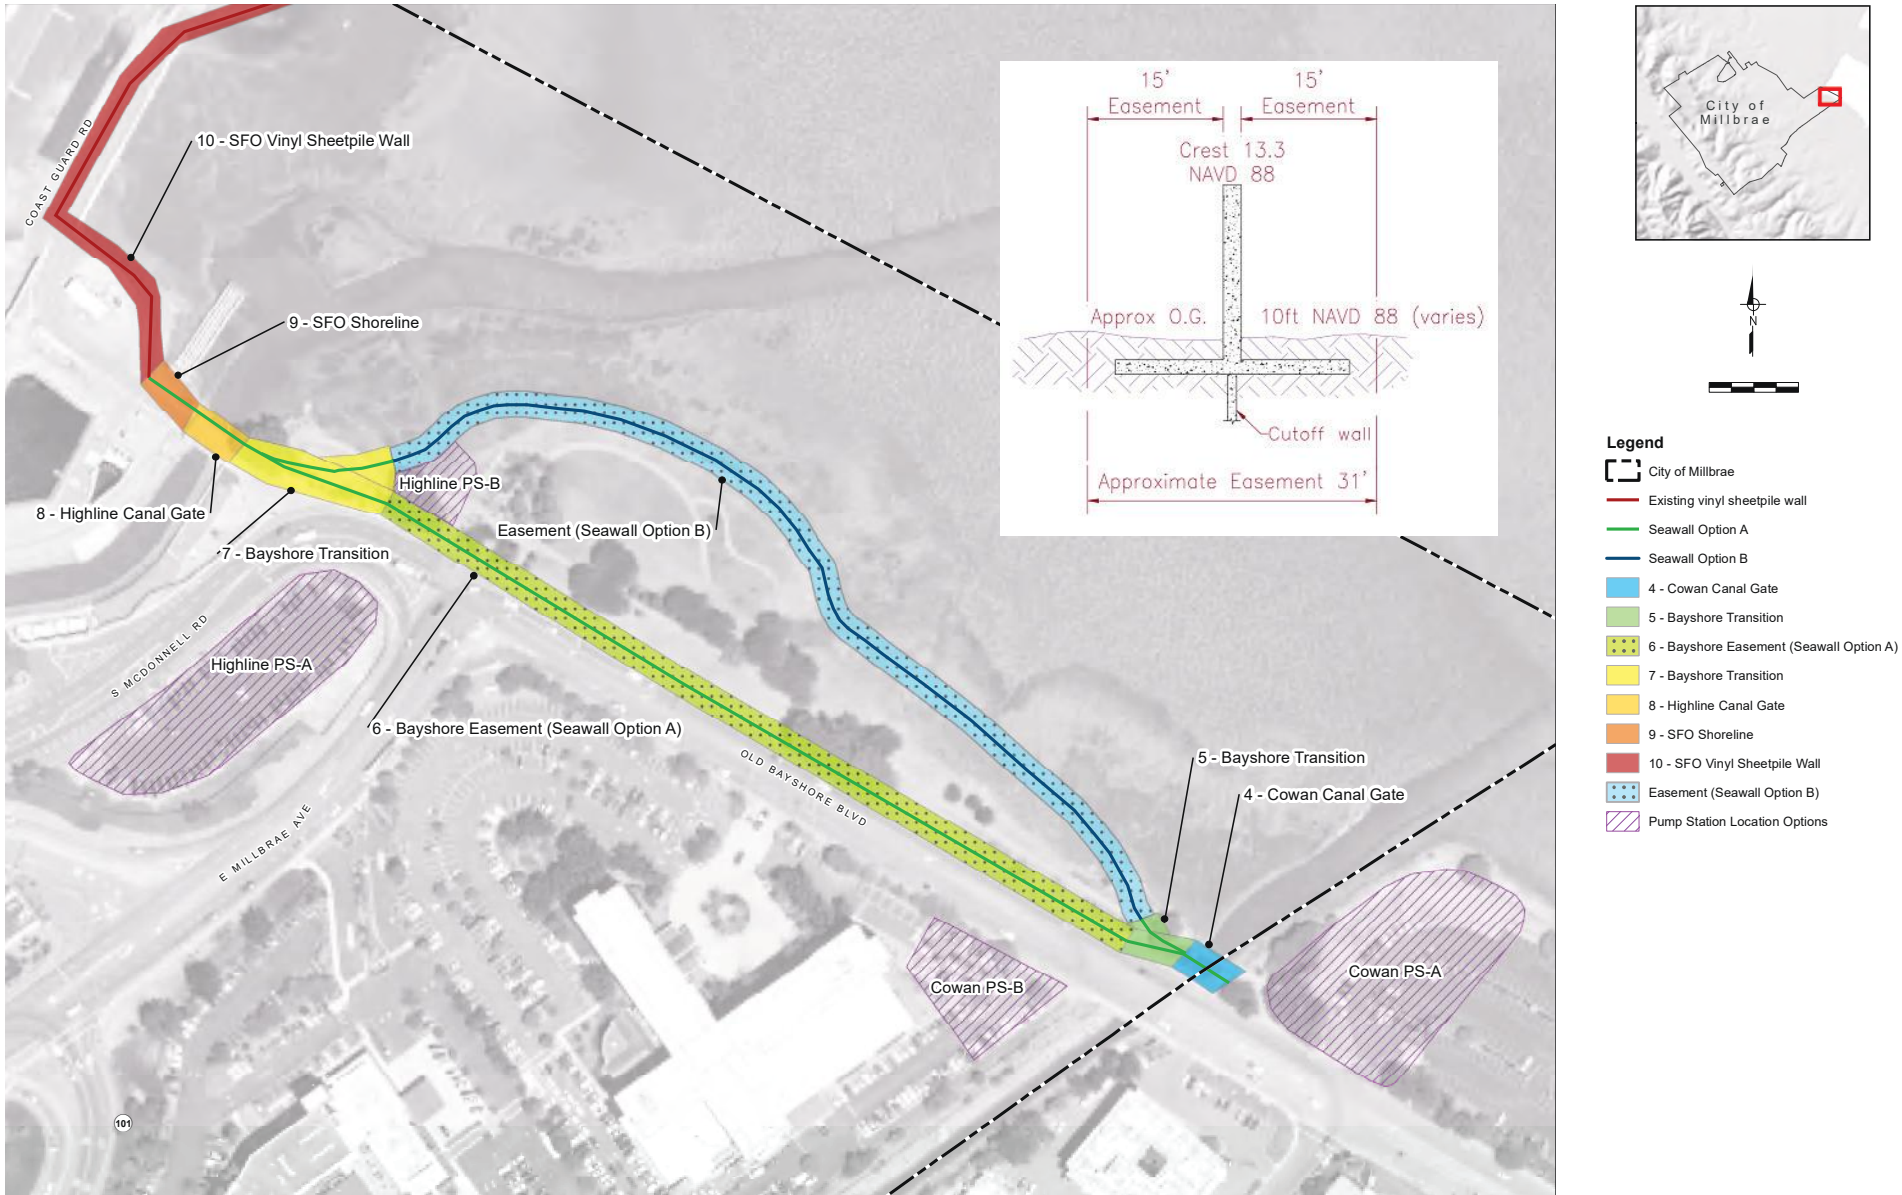 COAST GUARD RD
10 - SFO Vinyl Sheetpile Wall
9 - SFO Shoreline
8 - Highline Canal Gate
7 - Bayshore Transition
Highline PS-B
Easement (Seawall Option B)
S MCDONNELL RD
Highline PS-A
6 - Bayshore Easement (Seawall Option A)
E MILLBRAE AVE
OLD BAYSHORE BLVD
5 - Bayshore Transition
4 - Cowan Canal Gate
Cowan PS-B
Cowan PS-A
101
15' 15'
Easement Easement
Crest 13.3
NAVD 88
Approx O.G. 10ft NAVD 88 (varies)
Cutoff wall
Approximate Easement 31'
City of
Millbrae
N
Legend
City of Millbrae
Existing vinyl sheetpile wall
Seawall Option A
Seawall Option B
4 - Cowan Canal Gate
5 - Bayshore Transition
6 - Bayshore Easement (Seawall Option A)
7 - Bayshore Transition
8 - Highline Canal Gate
9 - SFO Shoreline
10 - SFO Vinyl Sheetpile Wall
Easement (Seawall Option B)
Pump Station Location Options